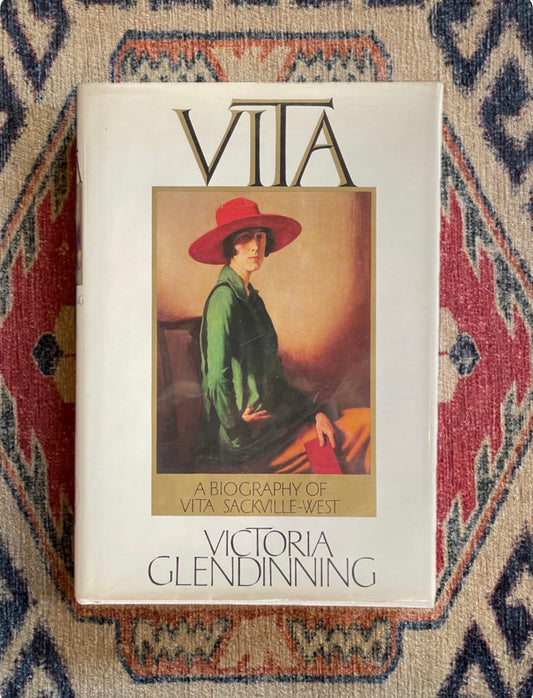 VITA
A BIOGRAPHY OF
VITA SACKVILLE-WEST
VICTORIA
GLENDINNING